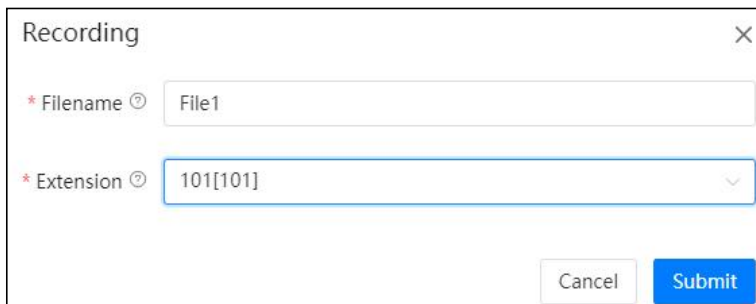 Recording
* Filename
File1
* Extension
101[101]
Cancel
Submit